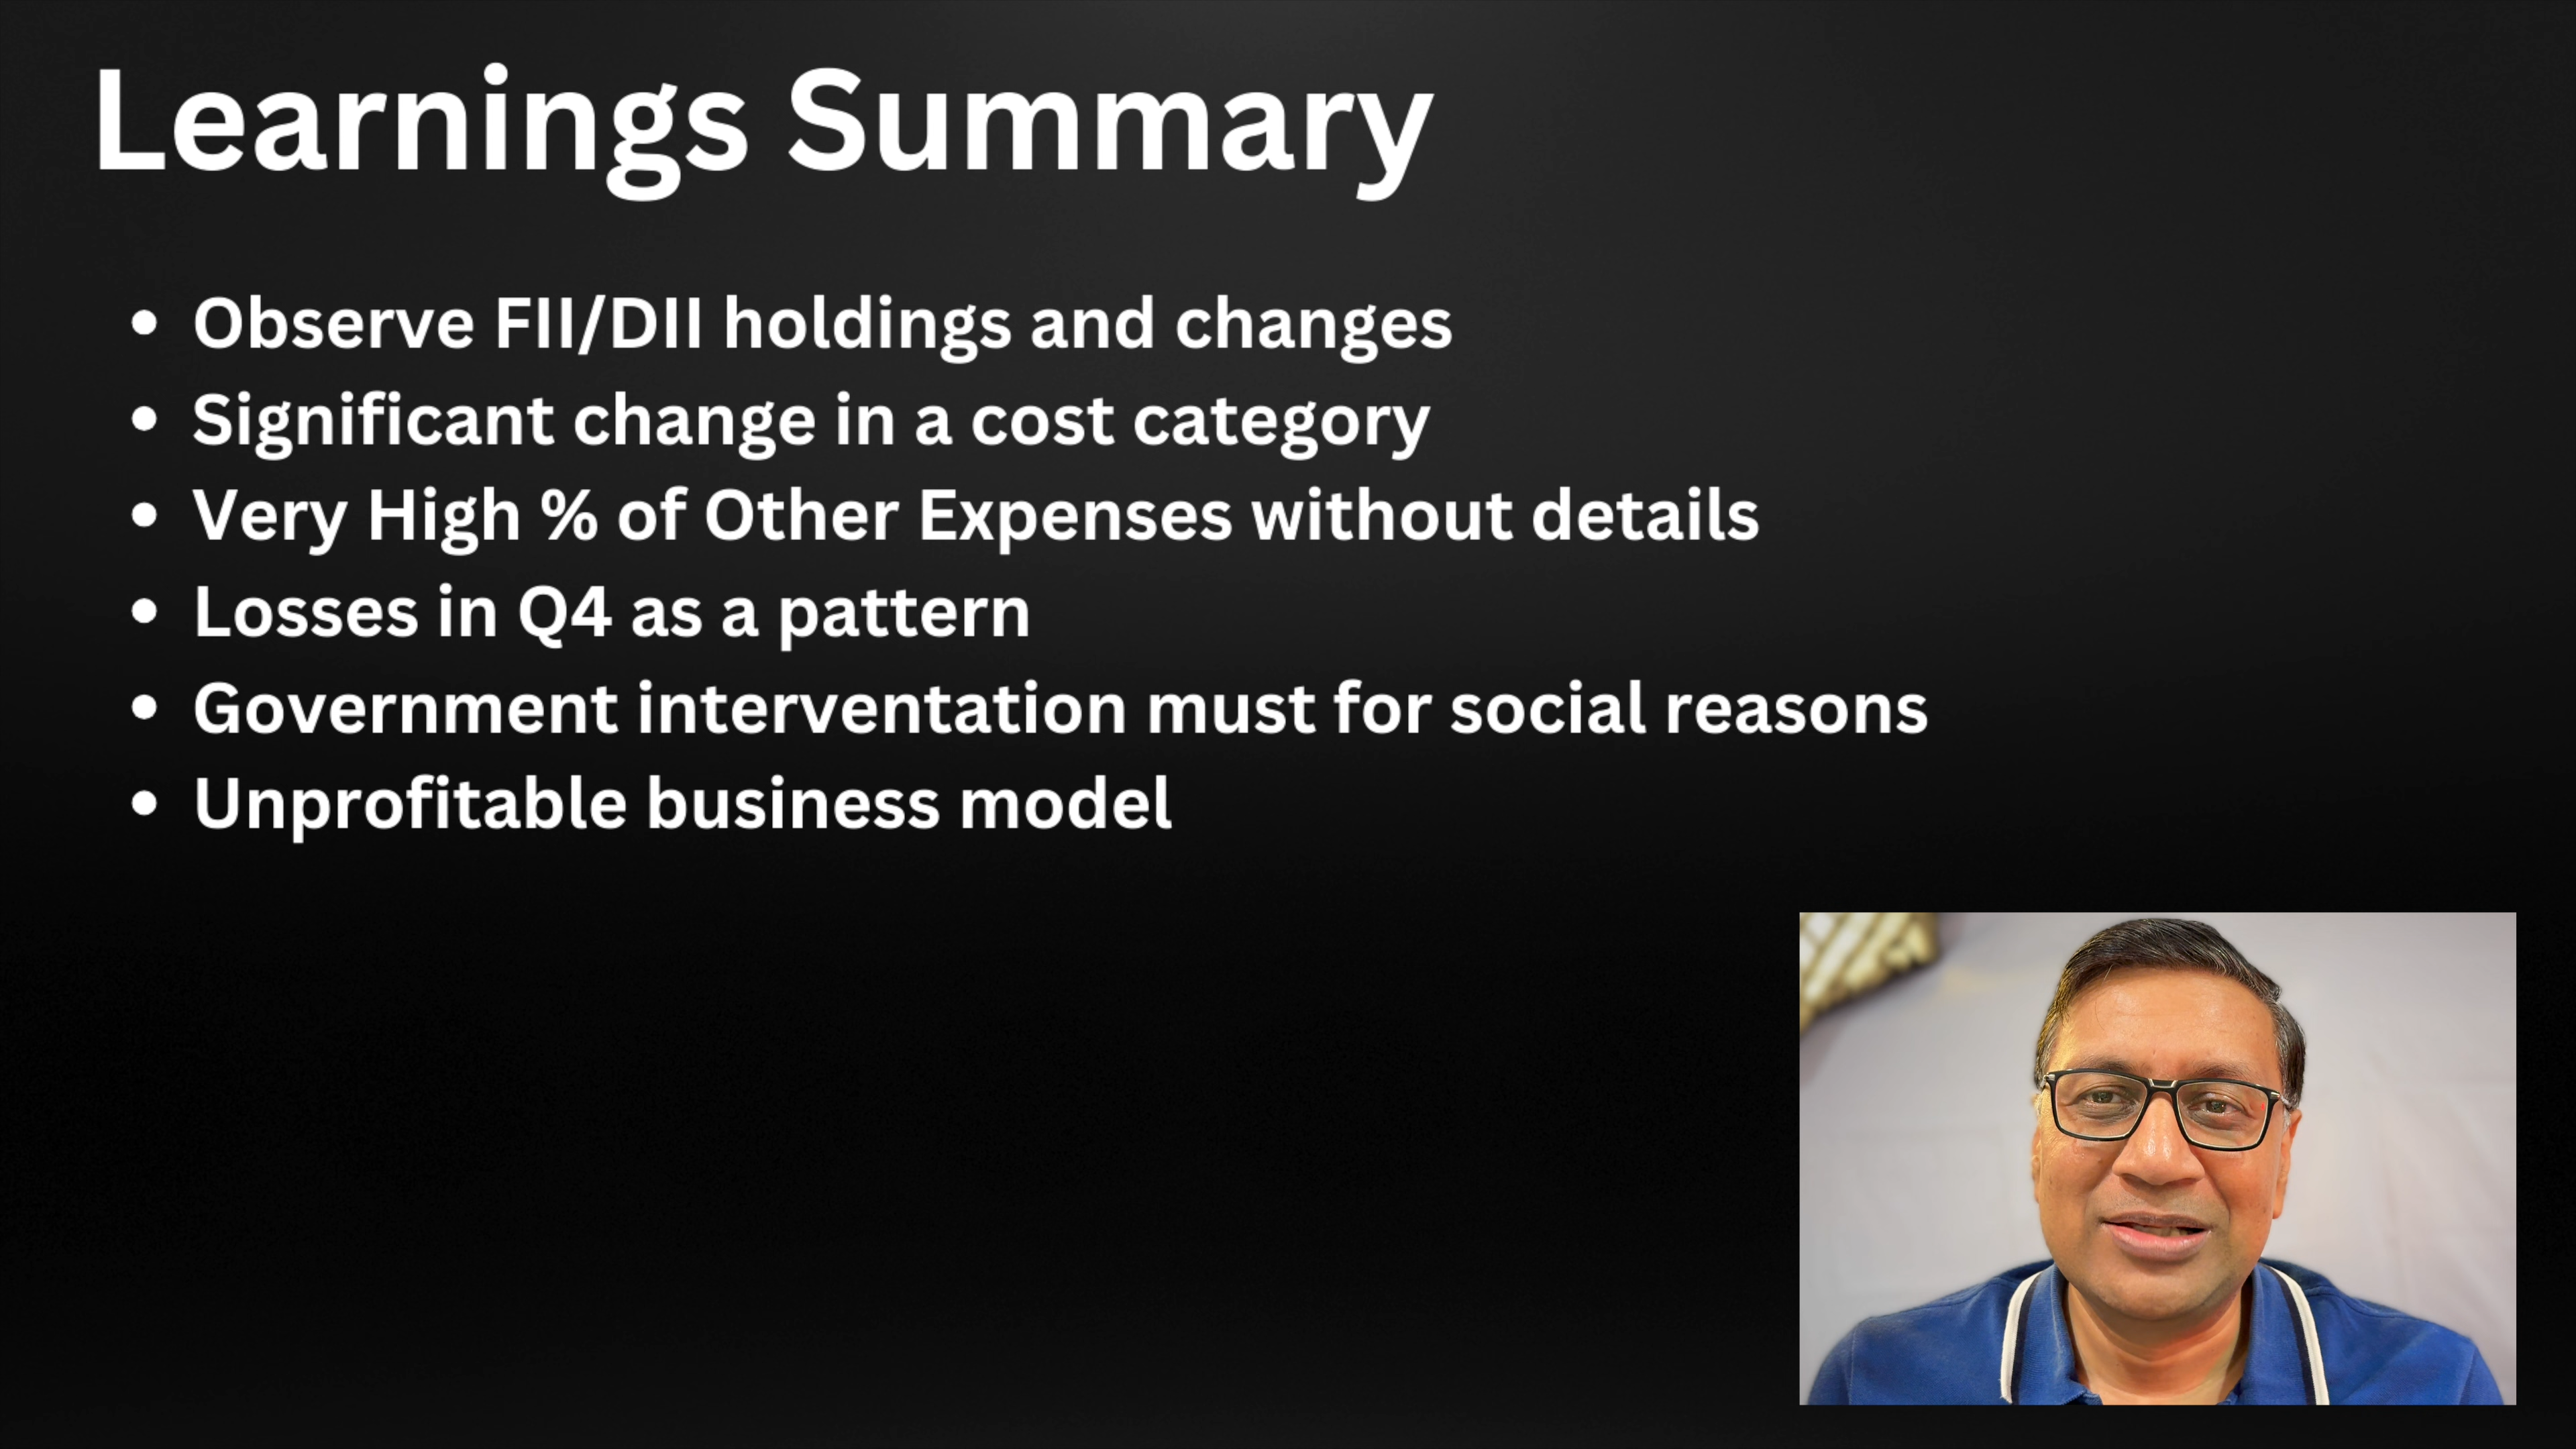 Learnings Summary
• Observe FII/DII holdings and changes
• Significant change in a cost category
• Very High % of Other Expenses without details
• Losses in Q4 as a pattern
• Government interventation must for social reasons
• Unprofitable business model